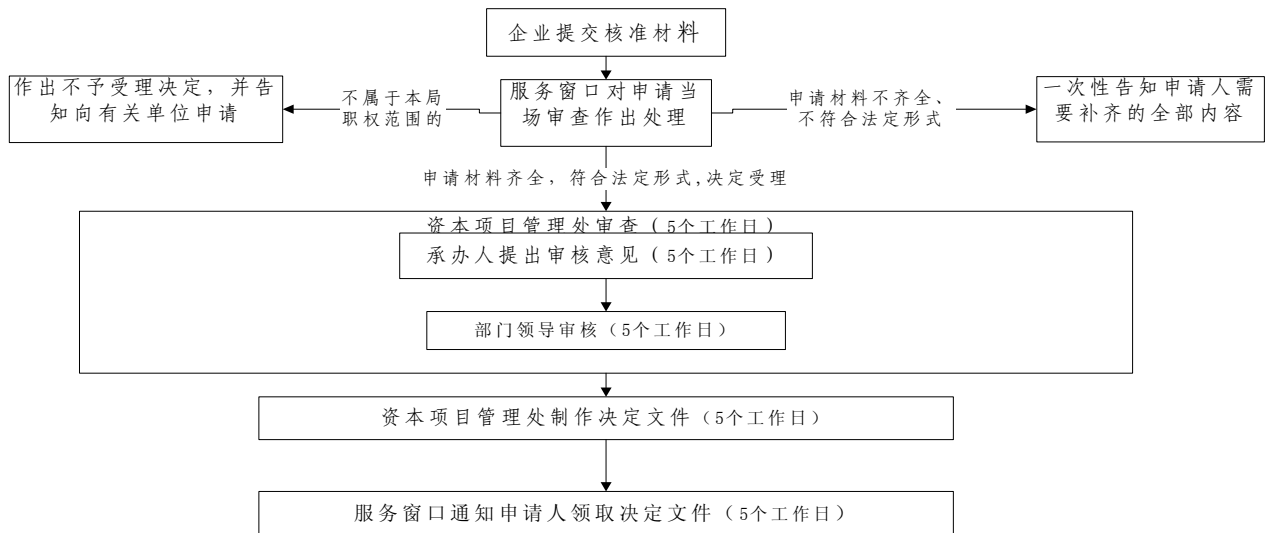 企业提交核准材料
作出不予受理决定，并告
知向有关单位申请
不属于本局
职权范围的
服务窗口对申请当
场审查作出处理
申请材料不齐全、
不符合法定形式
一次性告知申请人需
要补齐的全部内容
申请材料齐全，符合法定形式,决定受理
资本项目管理处审查（5个工作日）
承办人提出审核意见（5个工作日）
部门领导审核（5个工作日）
资本项目管理处制作决定文件（5个工作日）
服务窗口通知申请人领取决定文件（5个工作日）